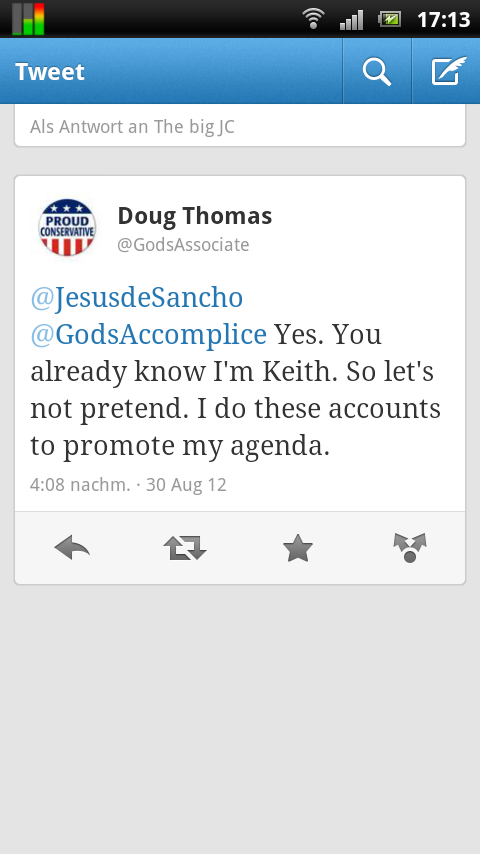 17:13
Tweet
Als Antwort an The big JC
PROUD
CONSERVATIVE
Doug Thomas
@GodsAssociate
@JesusdeSancho
@GodsAccomplice Yes. You
already know I'm Keith. So let's
not pretend. I do these accounts
to promote my agenda.
4:08 nachm. · 30 Aug 12